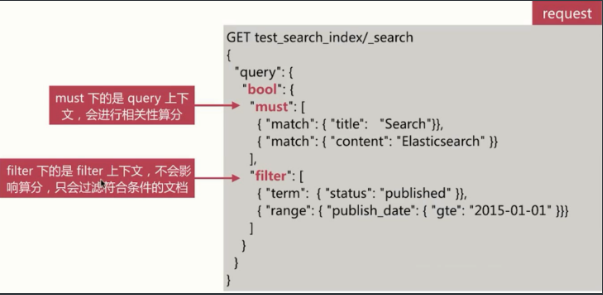 request
GET test_search_index/_search
{
"query": {
"bool": {
"must": [
{ "match": { "title": "Search"}},
{ "match": { "content": "Elasticsearch" }}
],
"filter": [
{ "term": { "status": "published" }},
{ "range": { "publish_date": { "gte": "2015-01-01" }}}
]
}
}
}
must 下的是 query 上下
文，会进行相关性算分
filter 下的是 filter 上下文，不会影
响算分，只会过滤符合条件的文档